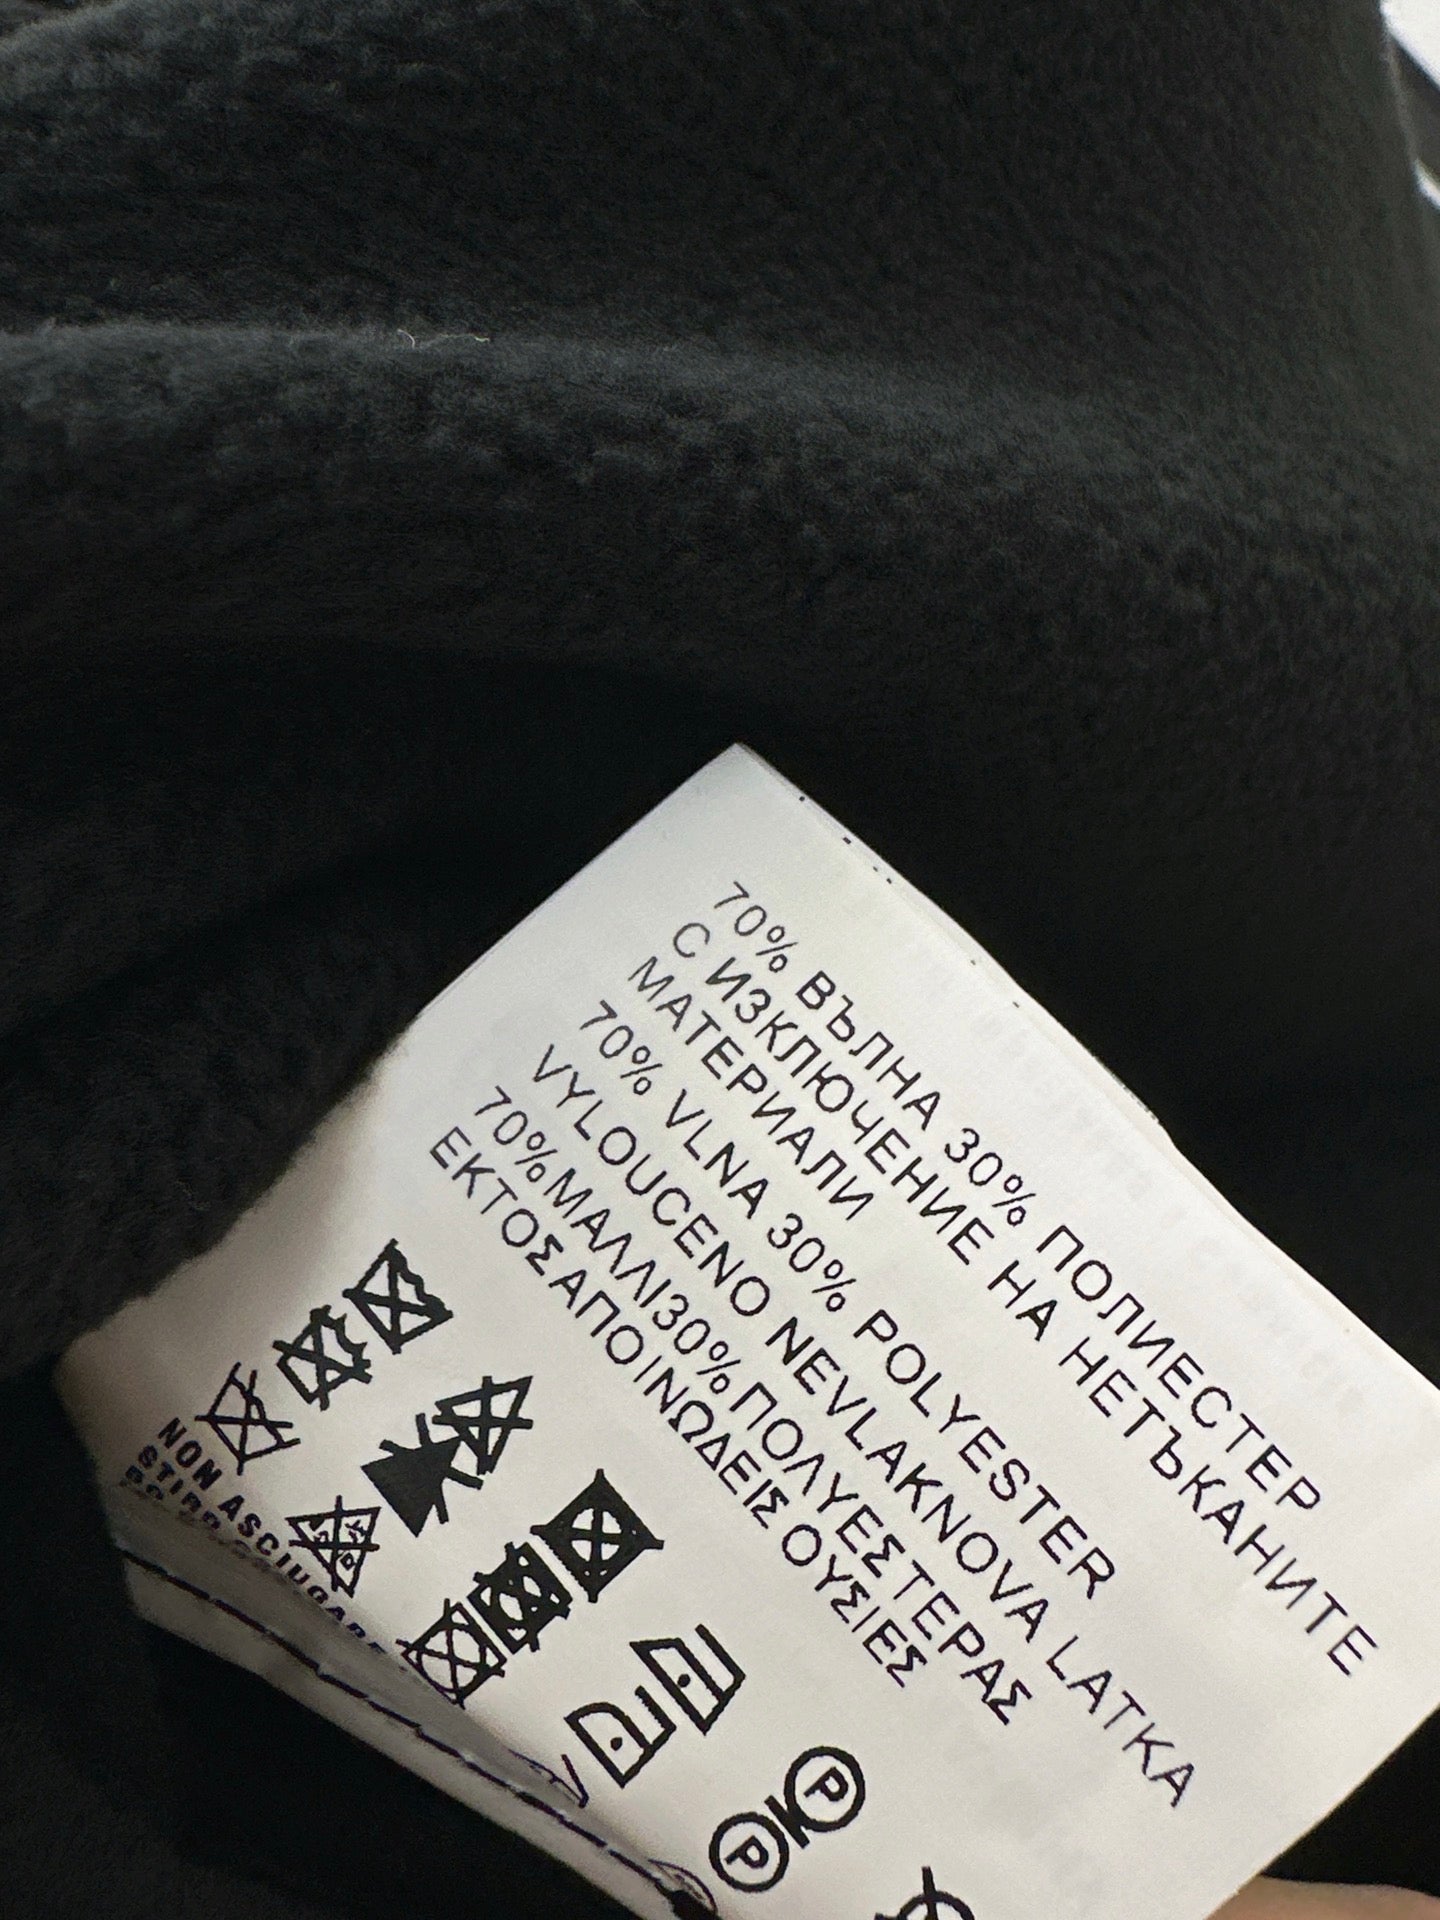 70% ВЪЛНА 30% ПОЛИЕСТЕР
С ИЗКЛЮЧЕНИЕ НА НЕТЪКАНИТЕ
МАТЕРИАЛИ
70% VLNA 30% POLYESTER
VYLOUCENO NEVLAKNOVA LATKA
70%ΜΑΛΛΙ30%ΠΟΛΥΕΣΤΕΡΑΣ
ΕΚΤΟΣΑΠΟΙΝΩΔΕΙΣ ΟΥΣΙΕΣ
P K P
NON ASCIUGARE